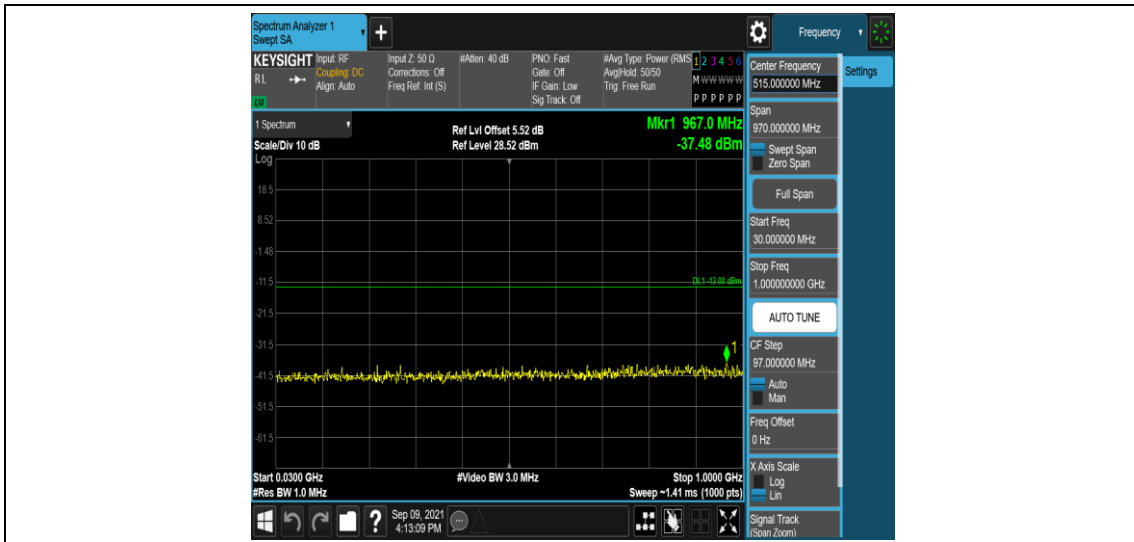 Spectrum Analyzer 1
Swept SA
Frequency
KEYSIGHT
RL
Input: RF
Coupling: DC
Align: Auto
Input Z: 50 Ω
Corrections: Off
Freq Ref: Int (S)
#Atten: 40 dB
PNO: Fast
Gate: Off
IF Gain: Low
Sig Track: Off
#Avg Type: Power (RMS
Avg|Hold: 50/50
Trig: Free Run
1 2 3 4 5 6
M W W W W W
P P P P P P
1 Spectrum
Scale/Div 10 dB
Log
Ref Lvl Offset 5.52 dB
Ref Level 28.52 dBm
Mkr1 967.0 MHz
-37.48 dBm
18.5
8.52
-1.48
-11.5
-21.5
-31.5
-41.5
-51.5
-61.5
DL1 -13.00 dBm
1
Start 0.0300 GHz
#Res BW 1.0 MHz
#Video BW 3.0 MHz
Stop 1.0000 GHz
Sweep ~1.41 ms (1000 pts)
Center Frequency
515.000000 MHz
Settings
Span
970.000000 MHz
Swept Span
Zero Span
Full Span
Start Freq
30.000000 MHz
Stop Freq
1.000000000 GHz
AUTO TUNE
CF Step
97.000000 MHz
Auto
Man
Freq Offset
0 Hz
X Axis Scale
Log
Lin
Signal Track
(Span Zoom)
?
Sep 09, 2021
4:13:09 PM